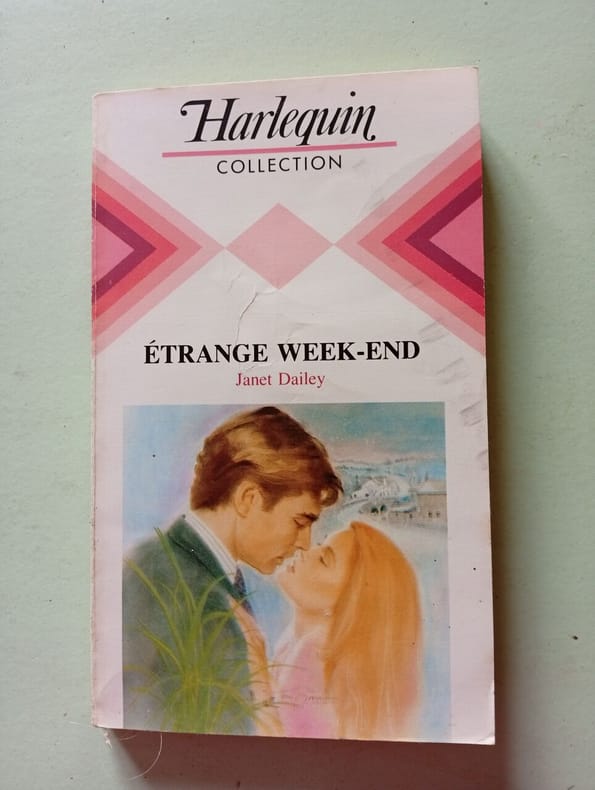 Harlequin
COLLECTION
ÉTRANGE WEEK-END
Janet Dailey